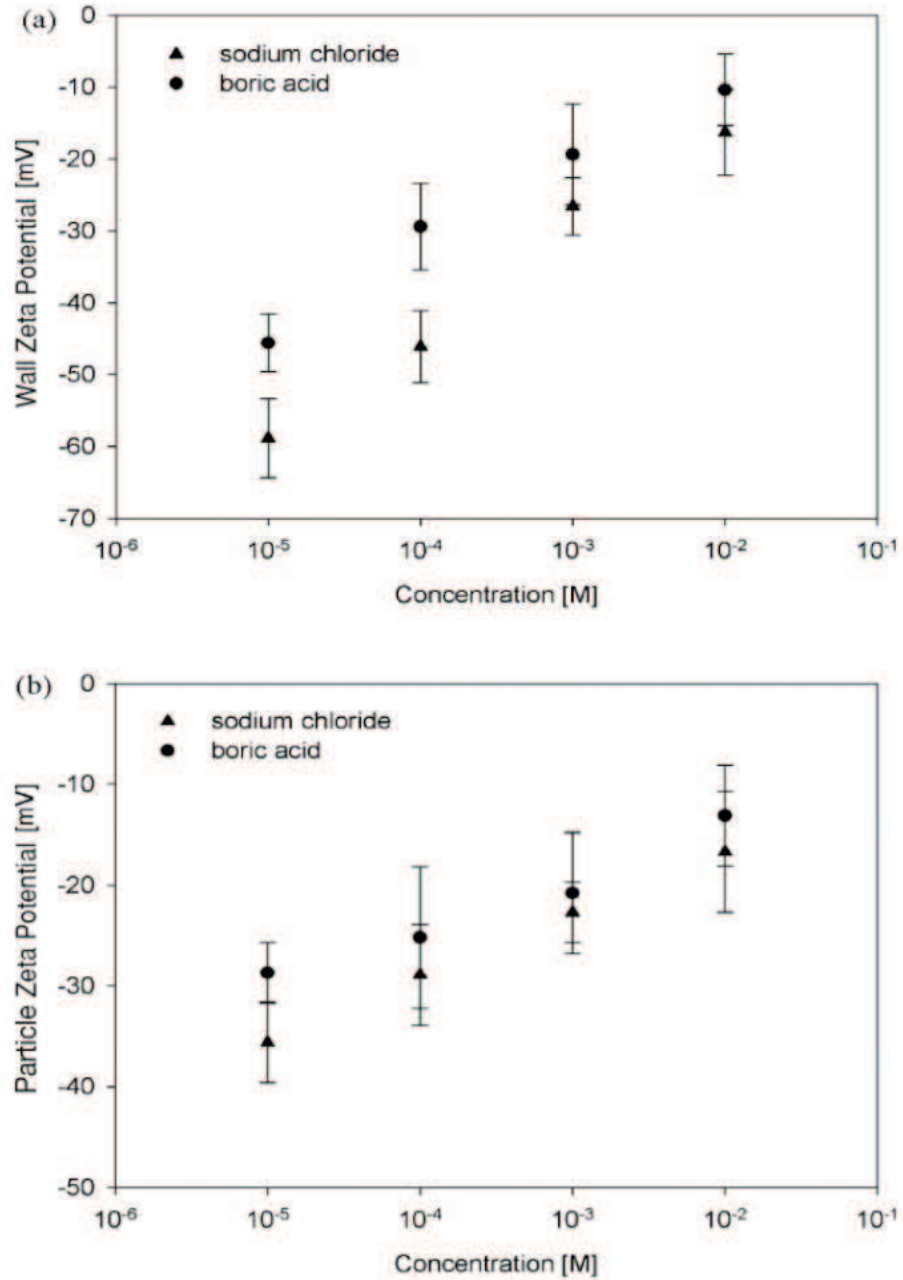 (a)
0
-10
-20
-30
-40
-50
-60
-70
Wall Zeta Potential [mV]
sodium chloride
boric acid
10-6
10-5
10-4
10-3
10-2
10-1
Concentration [M]
(b)
0
-10
-20
-30
-40
-50
Particle Zeta Potential [mV]
sodium chloride
boric acid
10-6
10-5
10-4
10-3
10-2
10-1
Concentration [M]